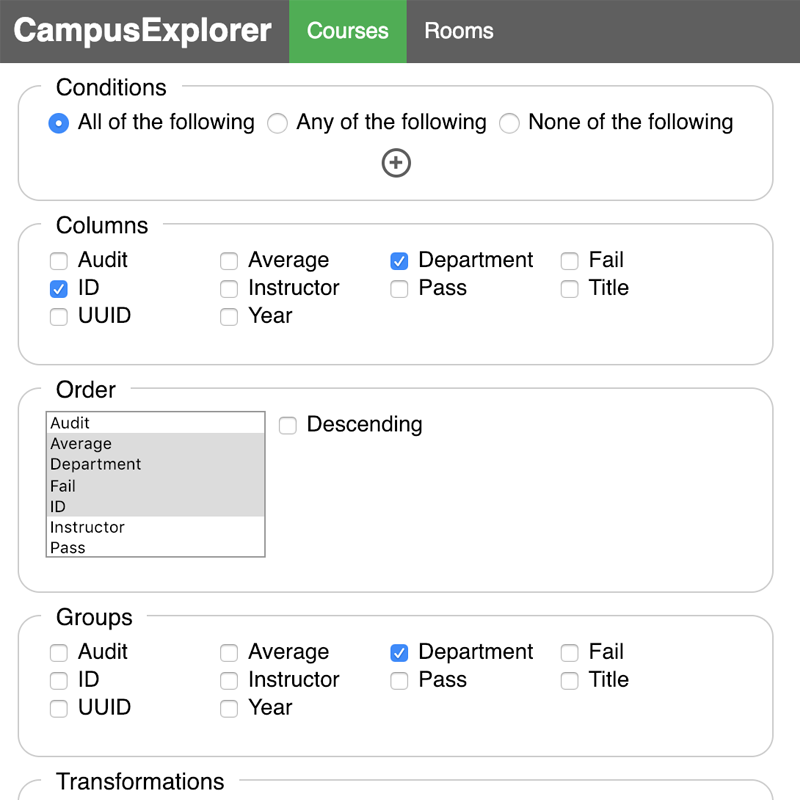 CampusExplorer Courses Rooms
Conditions
All of the following Any of the following None of the following
Columns
Audit Average Department Fail
ID Instructor Pass Title
UUID Year
Order
Audit
Descending
Average
Department
Fail
ID
Instructor
Pass
Groups
Audit Average Department Fail
ID Instructor Pass Title
UUID Year
Transformations